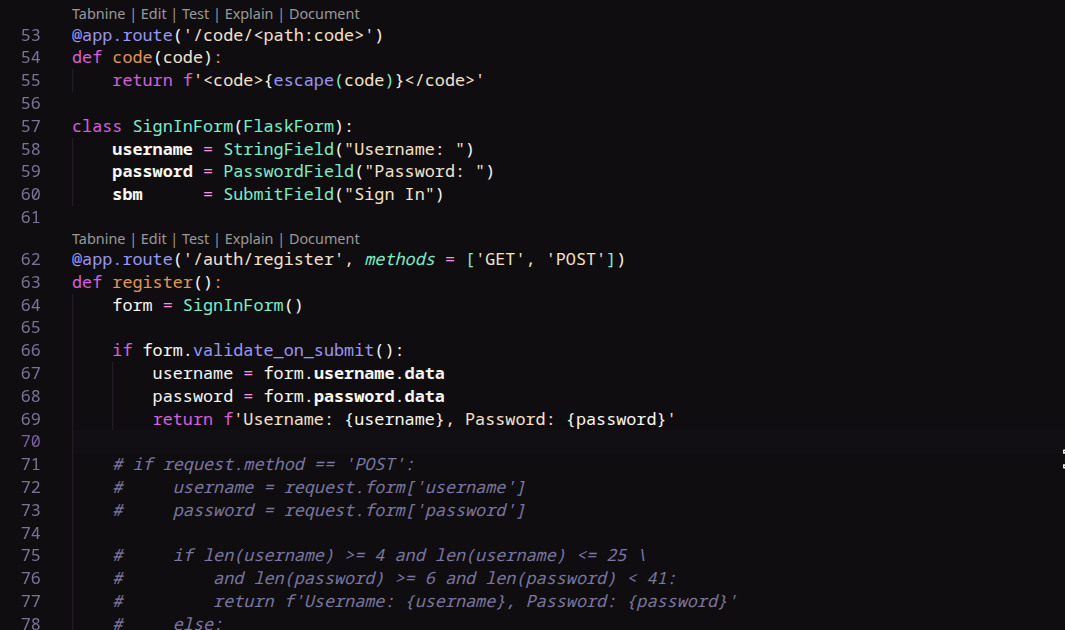 Tabnine | Edit | Test | Explain | Document
53 @app.route('/code/<path:code>')
54 def code(code):
55     return f'<code>{escape(code)}</code>'
56
57 class SignInForm(FlaskForm):
58     username = StringField("Username: ")
59     password = PasswordField("Password: ")
60     sbm      = SubmitField("Sign In")
61
Tabnine | Edit | Test | Explain | Document
62 @app.route('/auth/register', methods = ['GET', 'POST'])
63 def register():
64     form = SignInForm()
65
66     if form.validate_on_submit():
67         username = form.username.data
68         password = form.password.data
69         return f'Username: {username}, Password: {password}'
70
71     # if request.method == 'POST':
72     #     username = request.form['username']
73     #     password = request.form['password']
74
75     #     if len(username) >= 4 and len(username) <= 25 \
76     #         and len(password) >= 6 and len(password) < 41:
77     #         return f'Username: {username}, Password: {password}'
78     #     else: